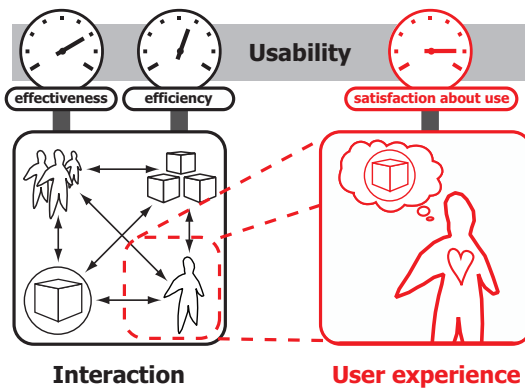 Usability
effectiveness
efficiency
satisfaction about use
Interaction
User experience